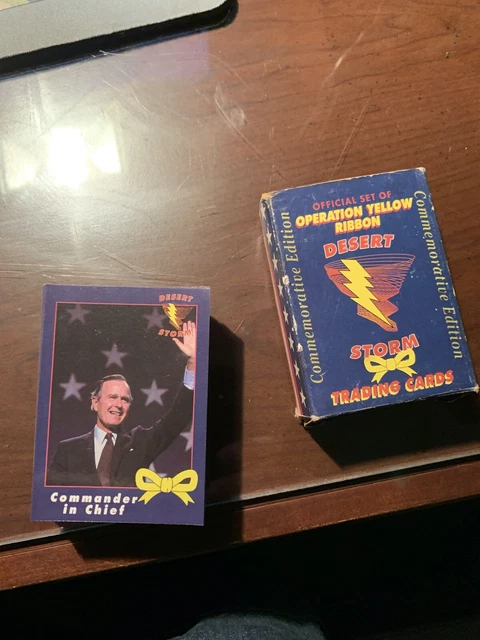 DESERT
STORM
Commander
in Chief
OFFICIAL SET OF
OPERATION YELLOW
RIBBON
DESERT
STORM
TRADING CARDS
Commemorative Edition
Commemorative Edition